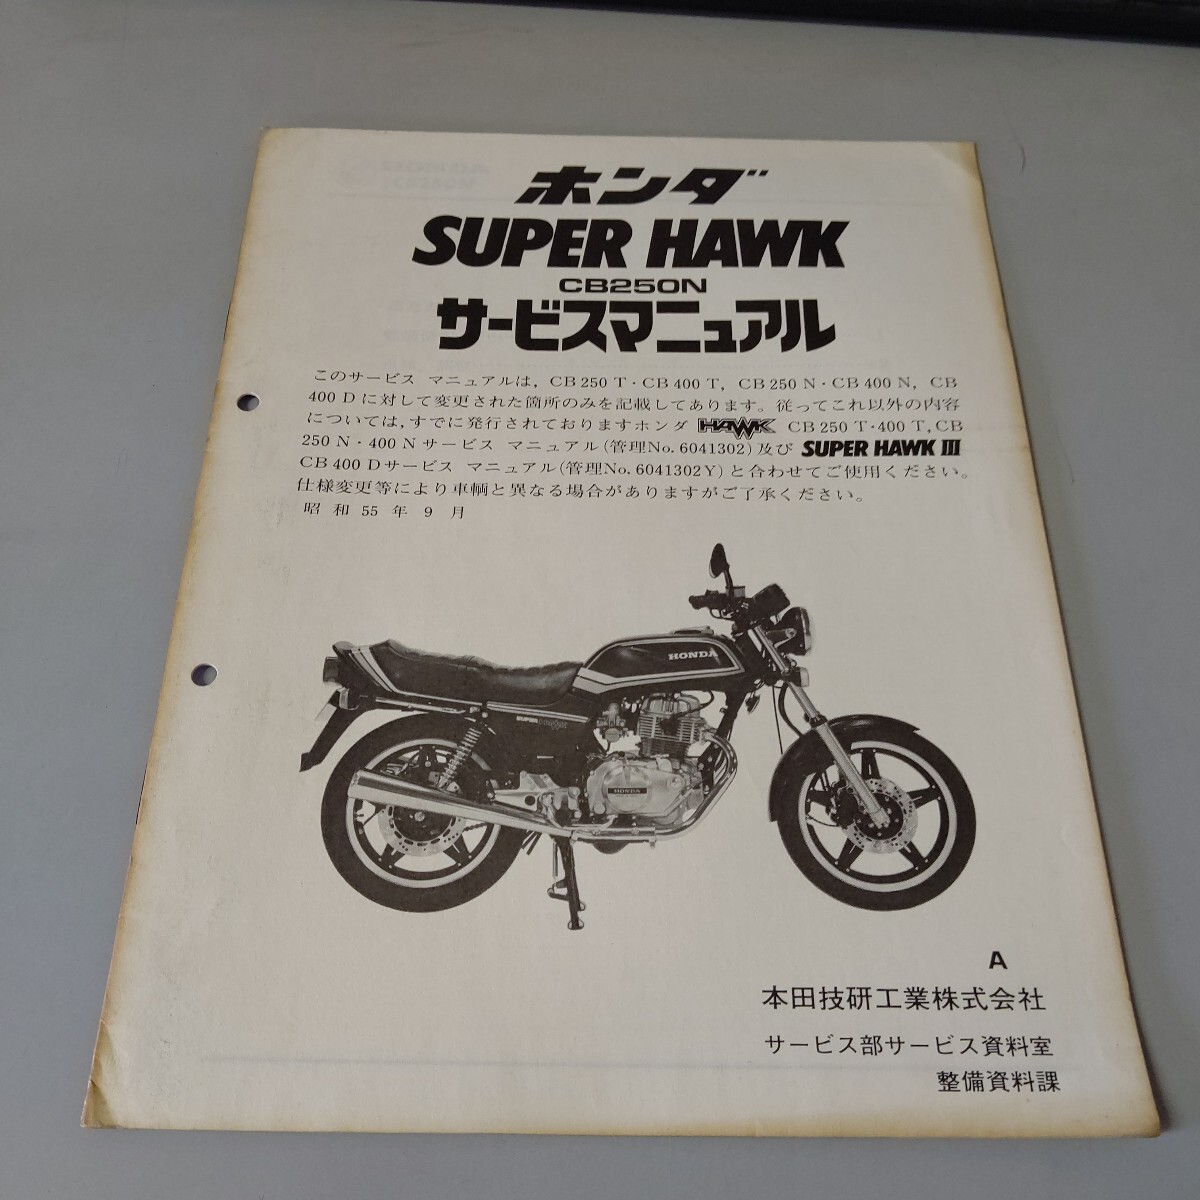 ホンダ
SUPER HAWK
CB250N
サービスマニュアル
このサービス マニュアルは, CB 250 T・CB 400 T, CB 250 N・CB 400 N, CB
400 D に対して変更された箇所のみを記載してあります。従ってこれ以外の内容
については,すでに発行されておりますホンダ HAWK CB 250 T・400 T, CB
250 N・400 N サービス マニュアル(管理No. 6041302)及び SUPER HAWK III
CB 400 D サービス マニュアル(管理No. 6041302Y)と合わせてご使用ください。
仕様変更等により車輌と異なる場合がありますがご了承ください。
昭和 55 年 9 月
HONDA
SUPER HAWK
HONDA
A
本田技研工業株式会社
サービス部サービス資料室
整備資料課